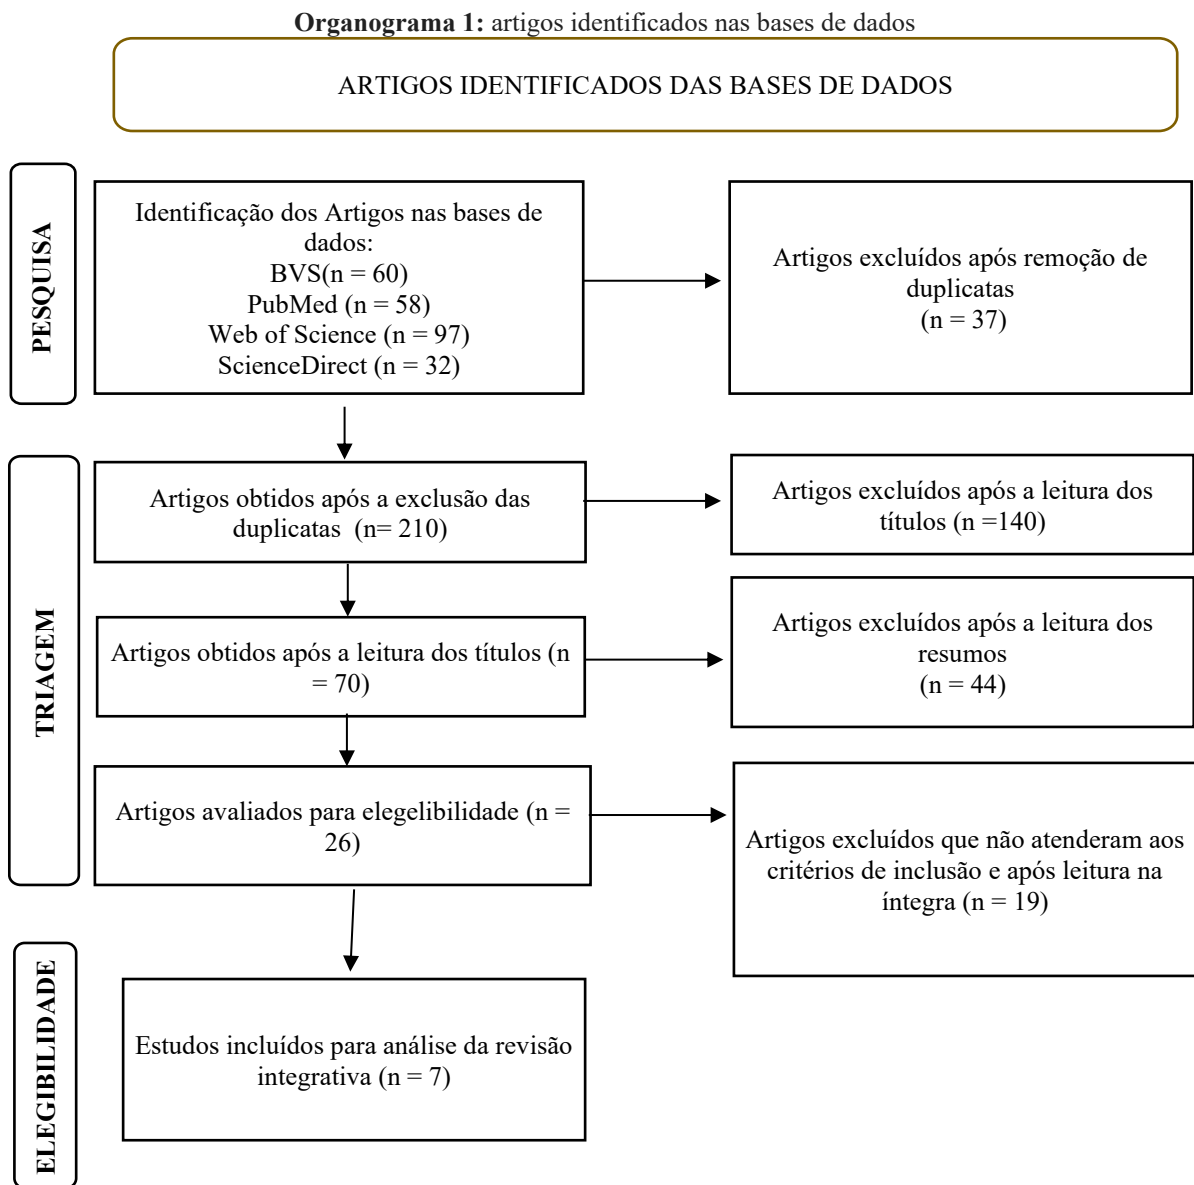 Organograma 1: artigos identificados nas bases de dados
ARTIGOS IDENTIFICADOS DAS BASES DE DADOS
PESQUISA
Identificação dos Artigos nas bases de
dados:
BVS(n = 60)
PubMed (n = 58)
Web of Science (n = 97)
ScienceDirect (n = 32)
Artigos excluídos após remoção de
duplicatas
(n = 37)
TRIAGEM
Artigos obtidos após a exclusão das
duplicatas (n= 210)
Artigos excluídos após a leitura dos
títulos (n =140)
Artigos obtidos após a leitura dos títulos (n
= 70)
Artigos excluídos após a leitura dos
resumos
(n = 44)
Artigos avaliados para elegelibilidade (n =
26)
Artigos excluídos que não atenderam aos
critérios de inclusão e após leitura na
íntegra (n = 19)
ELEGIBILIDADE
Estudos incluídos para análise da revisão
integrativa (n = 7)